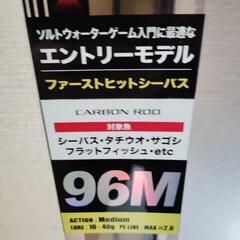 ソルトウォーターゲーム入門に最適な
エントリーモデル
ファーストヒットシーバス
CARBON ROD
対象魚
シーバス・タチウオ・サゴシ
フラットフィッシュ・etc
96M
ACTION : Medium
LURE : 10 - 40g PE LINE : MAX #2.0